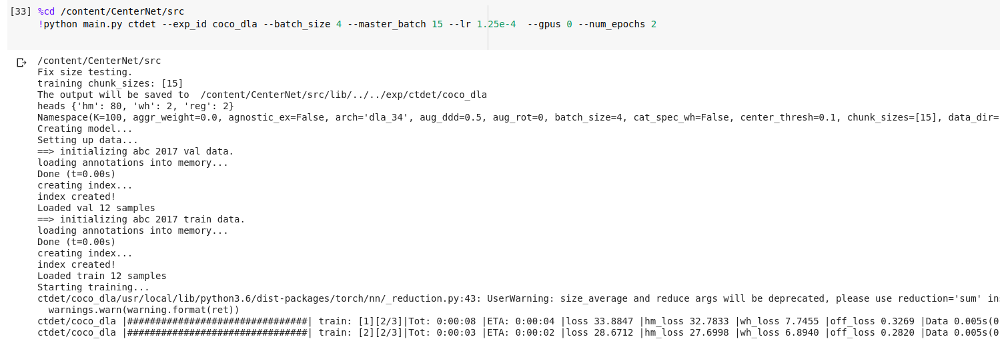 [33] %cd /content/CenterNet/src
!python main.py ctdet --exp_id coco_dla --batch_size 4 --master_batch 15 --lr 1.25e-4  --gpus 0 --num_epochs 2
/content/CenterNet/src
Fix size testing.
training chunk_sizes: [15]
The output will be saved to  /content/CenterNet/src/lib/../../exp/ctdet/coco_dla
heads {'hm': 80, 'wh': 2, 'reg': 2}
Namespace(K=100, aggr_weight=0.0, agnostic_ex=False, arch='dla_34', aug_ddd=0.5, aug_rot=0, batch_size=4, cat_spec_wh=False, center_thresh=0.1, chunk_sizes=[15], data_dir=
Creating model...
Setting up data...
==> initializing abc 2017 val data.
loading annotations into memory...
Done (t=0.00s)
creating index...
index created!
Loaded val 12 samples
==> initializing abc 2017 train data.
loading annotations into memory...
Done (t=0.00s)
creating index...
index created!
Loaded train 12 samples
Starting training...
ctdet/coco_dla/usr/local/lib/python3.6/dist-packages/torch/nn/_reduction.py:43: UserWarning: size_average and reduce args will be deprecated, please use reduction='sum' in
  warnings.warn(warning.format(ret))
ctdet/coco_dla |################################| train: [1][2/3]|Tot: 0:00:08 |ETA: 0:00:04 |loss 33.8847 |hm_loss 32.7833 |wh_loss 7.7455 |off_loss 0.3269 |Data 0.005s(0
ctdet/coco_dla |################################| train: [2][2/3]|Tot: 0:00:03 |ETA: 0:00:02 |loss 28.6712 |hm_loss 27.6998 |wh_loss 6.8940 |off_loss 0.2820 |Data 0.005s(0